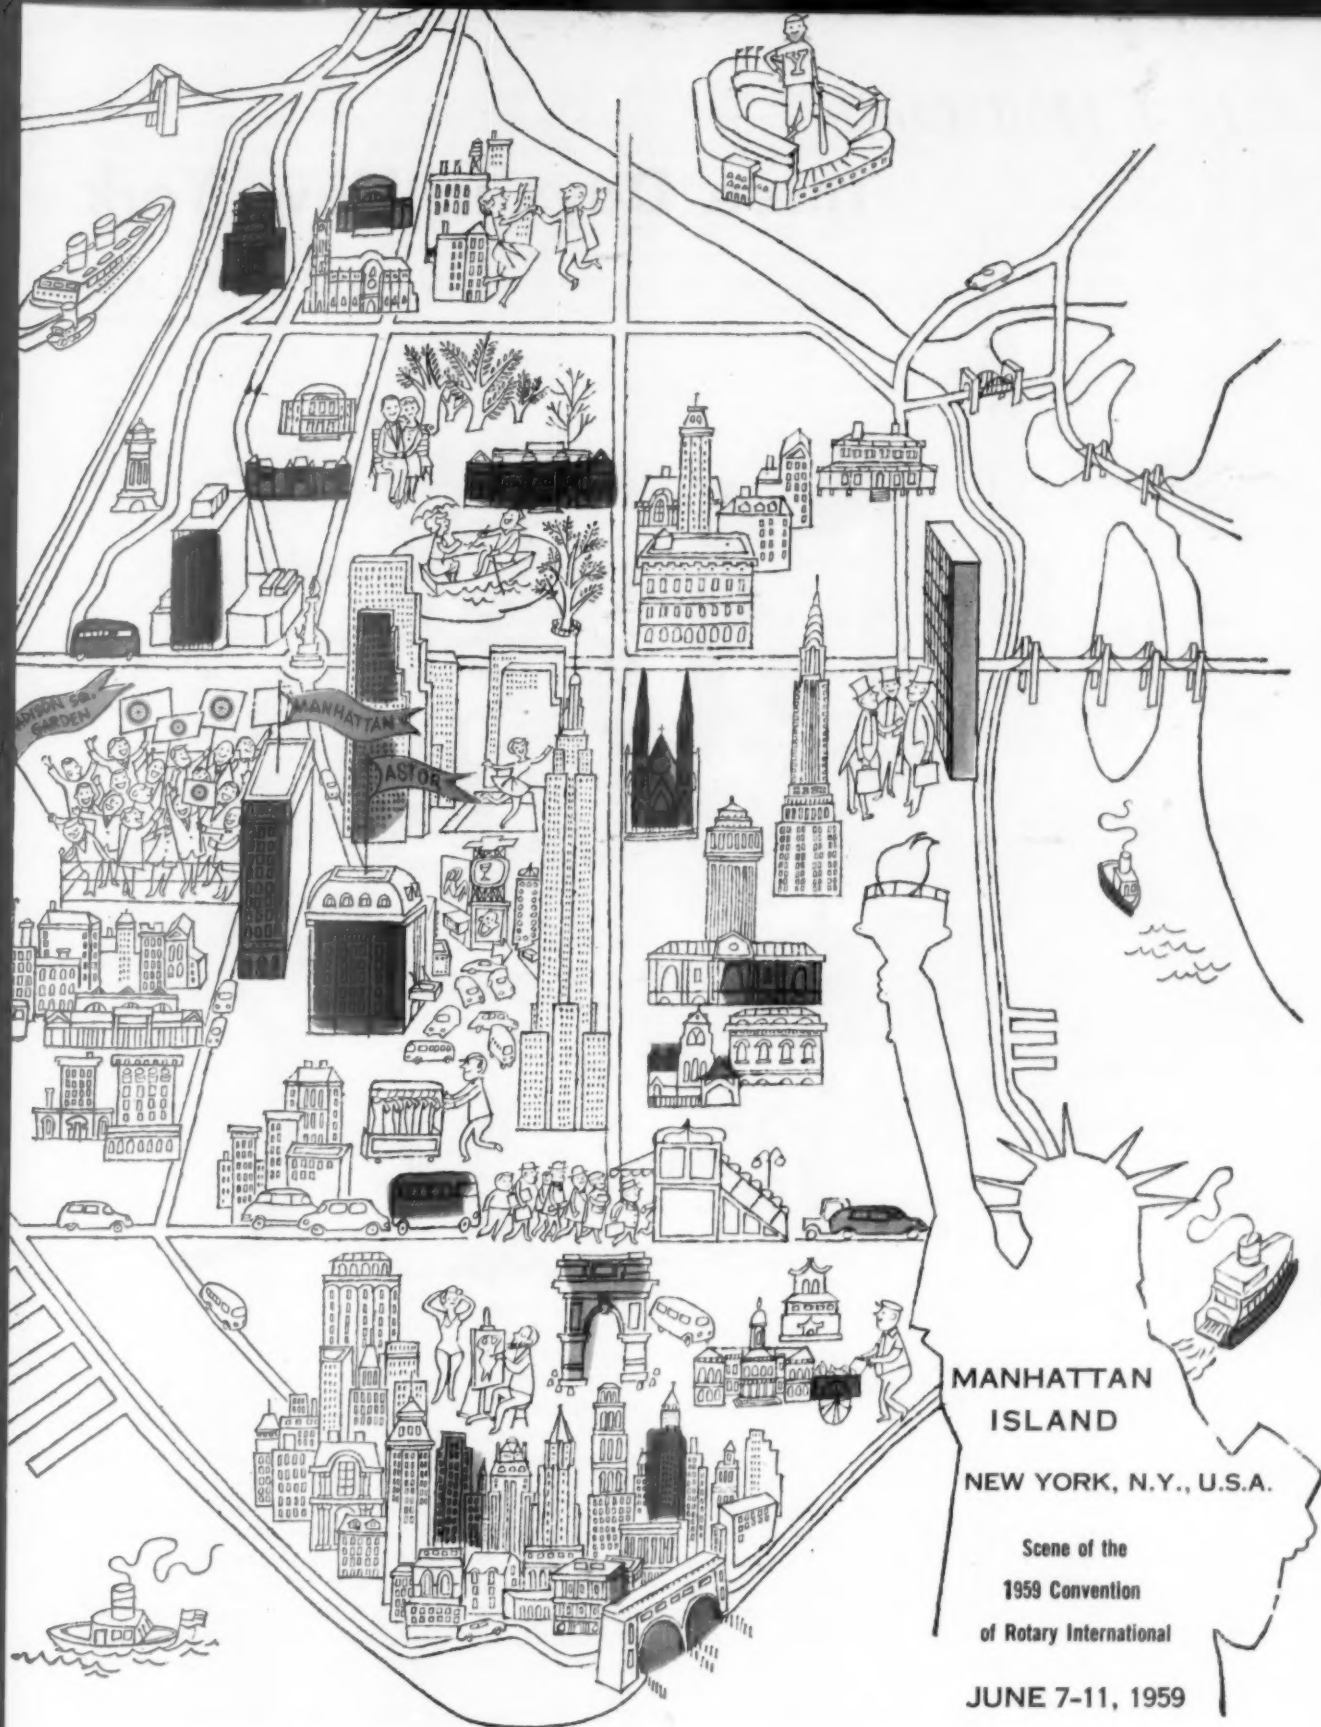 Y
ADISON SQ.
GARDEN
MANHATTAN
ASTOR
MANHATTAN
ISLAND
NEW YORK, N.Y., U.S.A.
Scene of the
1959 Convention
of Rotary International
JUNE 7-11, 1959